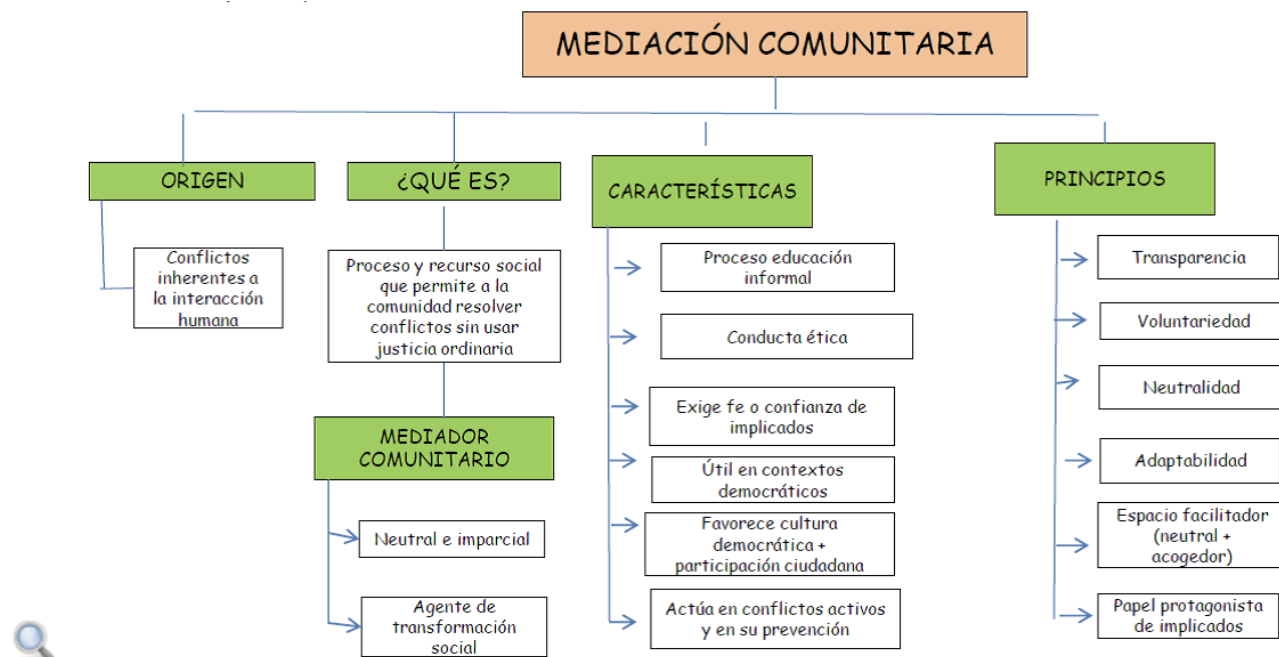 MEDIACIÓN COMUNITARIA
ORIGEN
Conflictos
inherentes a
la interacción
humana
¿QUÉ ES?
Proceso y recurso social
que permite a la
comunidad resolver
conflictos sin usar
justicia ordinaria
MEDIADOR
COMUNITARIO
Neutral e imparcial
Agente de
transformación
social
CARACTERÍSTICAS
Proceso educación
informal
Conducta ética
Exige fe o confianza de
implicados
Útil en contextos
democráticos
Favorece cultura
democrática +
participación ciudadana
Actúa en conflictos activos
y en su prevención
PRINCIPIOS
Transparencia
Voluntariedad
Neutralidad
Adaptabilidad
Espacio facilitador
(neutral +
acogedor)
Papel protagonista
de implicados